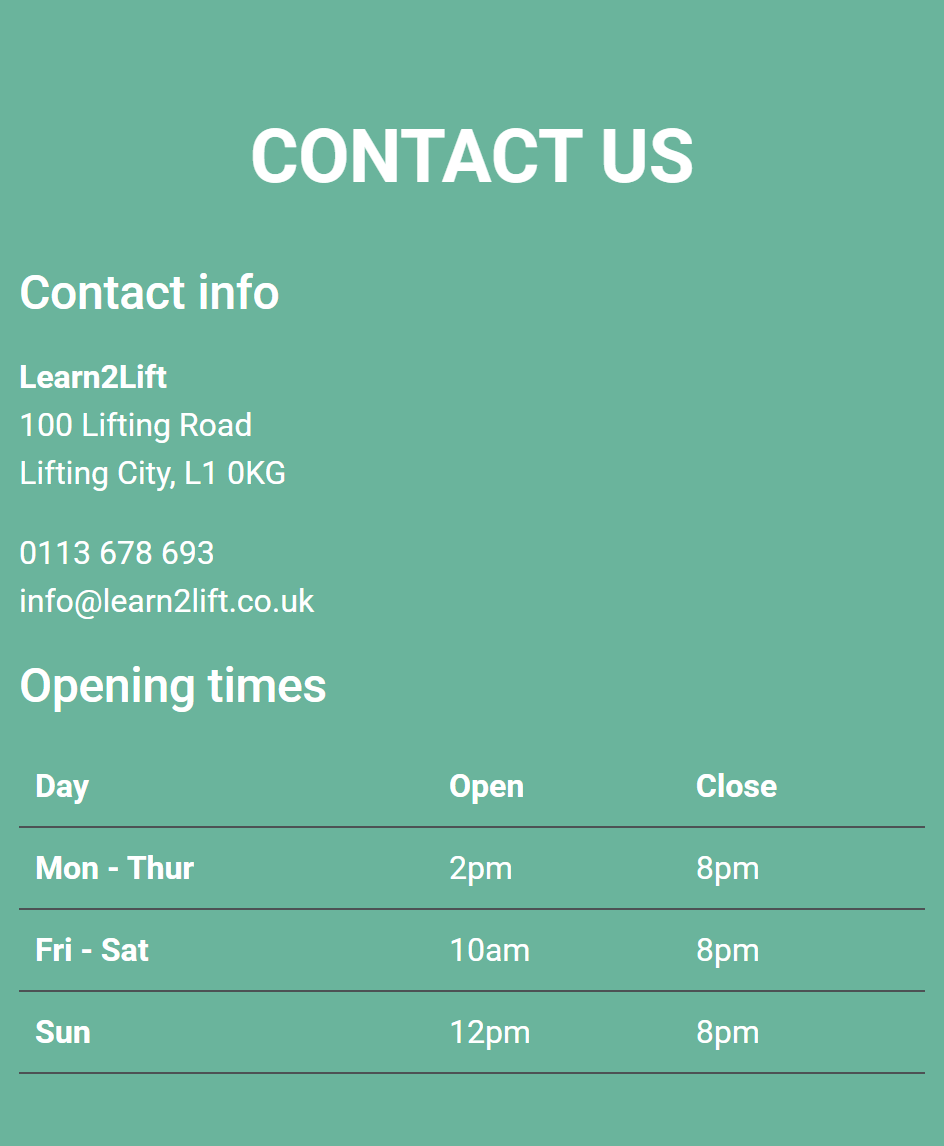 CONTACT US
Contact info
Learn2Lift
100 Lifting Road
Lifting City, L1 0KG
0113 678 693
info@learn2lift.co.uk
Opening times
Day Open Close
Mon - Thur 2pm 8pm
Fri - Sat 10am 8pm
Sun 12pm 8pm